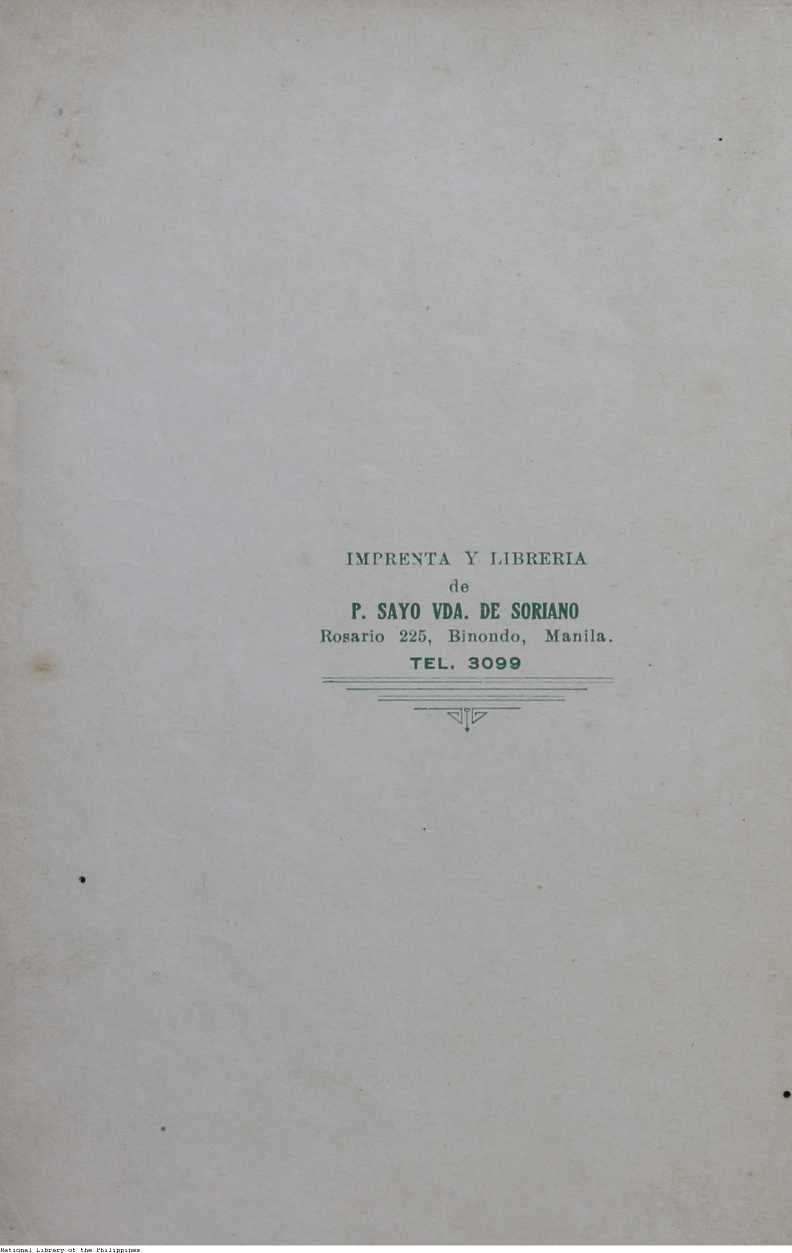 IMPRENTA Y LIBRERIA
de
P. SAYO VDA. DE SORIANO
Rosario 225, Binondo, Manila.
TEL. 3099
National Library of the Philippines